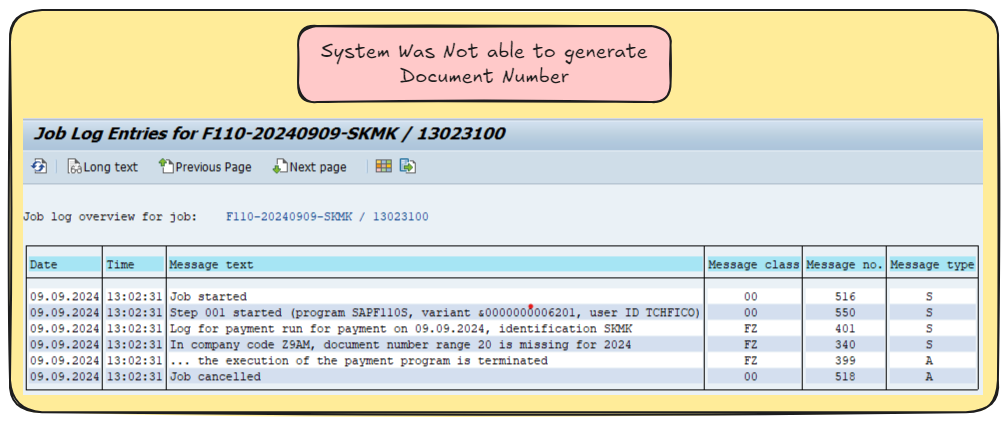 System Was Not able to generate
Document Number
Job Log Entries for F110-20240909-SKMK / 13023100
Long text Previous Page Next page
Job log overview for job: F110-20240909-SKMK / 13023100
Date Time Message text Message class Message no. Message type
09.09.2024 13:02:31 Job started 00 516 S
09.09.2024 13:02:31 Step 001 started (program SAPF110S, variant &0000000006201, user ID TCHFICO) 00 550 S
09.09.2024 13:02:31 Log for payment run for payment on 09.09.2024, identification SKMK FZ 401 S
09.09.2024 13:02:31 In company code Z9AM, document number range 20 is missing for 2024 FZ 340 S
09.09.2024 13:02:31 ... the execution of the payment program is terminated FZ 399 A
09.09.2024 13:02:31 Job cancelled 00 518 A